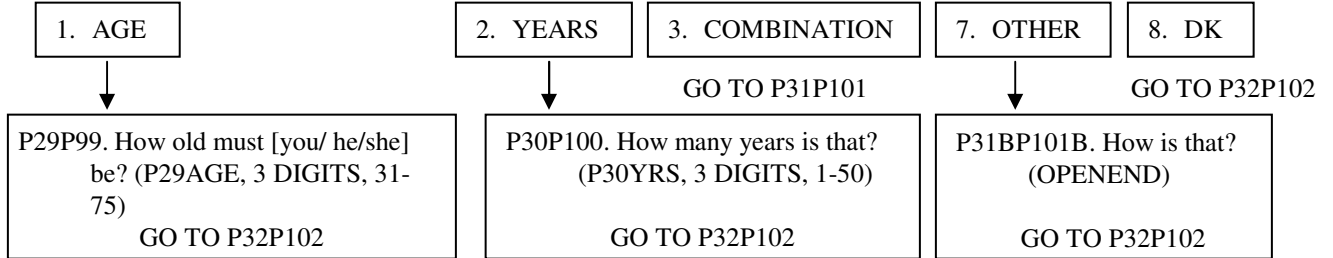 1. AGE
2. YEARS
3. COMBINATION
7. OTHER
8. DK
GO TO P31P101
GO TO P32P102
P29P99. How old must [you/ he/she]
be? (P29AGE, 3 DIGITS, 31-
75)
GO TO P32P102
P30P100. How many years is that?
(P30YRS, 3 DIGITS, 1-50)
GO TO P32P102
P31BP101B. How is that?
(OPENEND)
GO TO P32P102